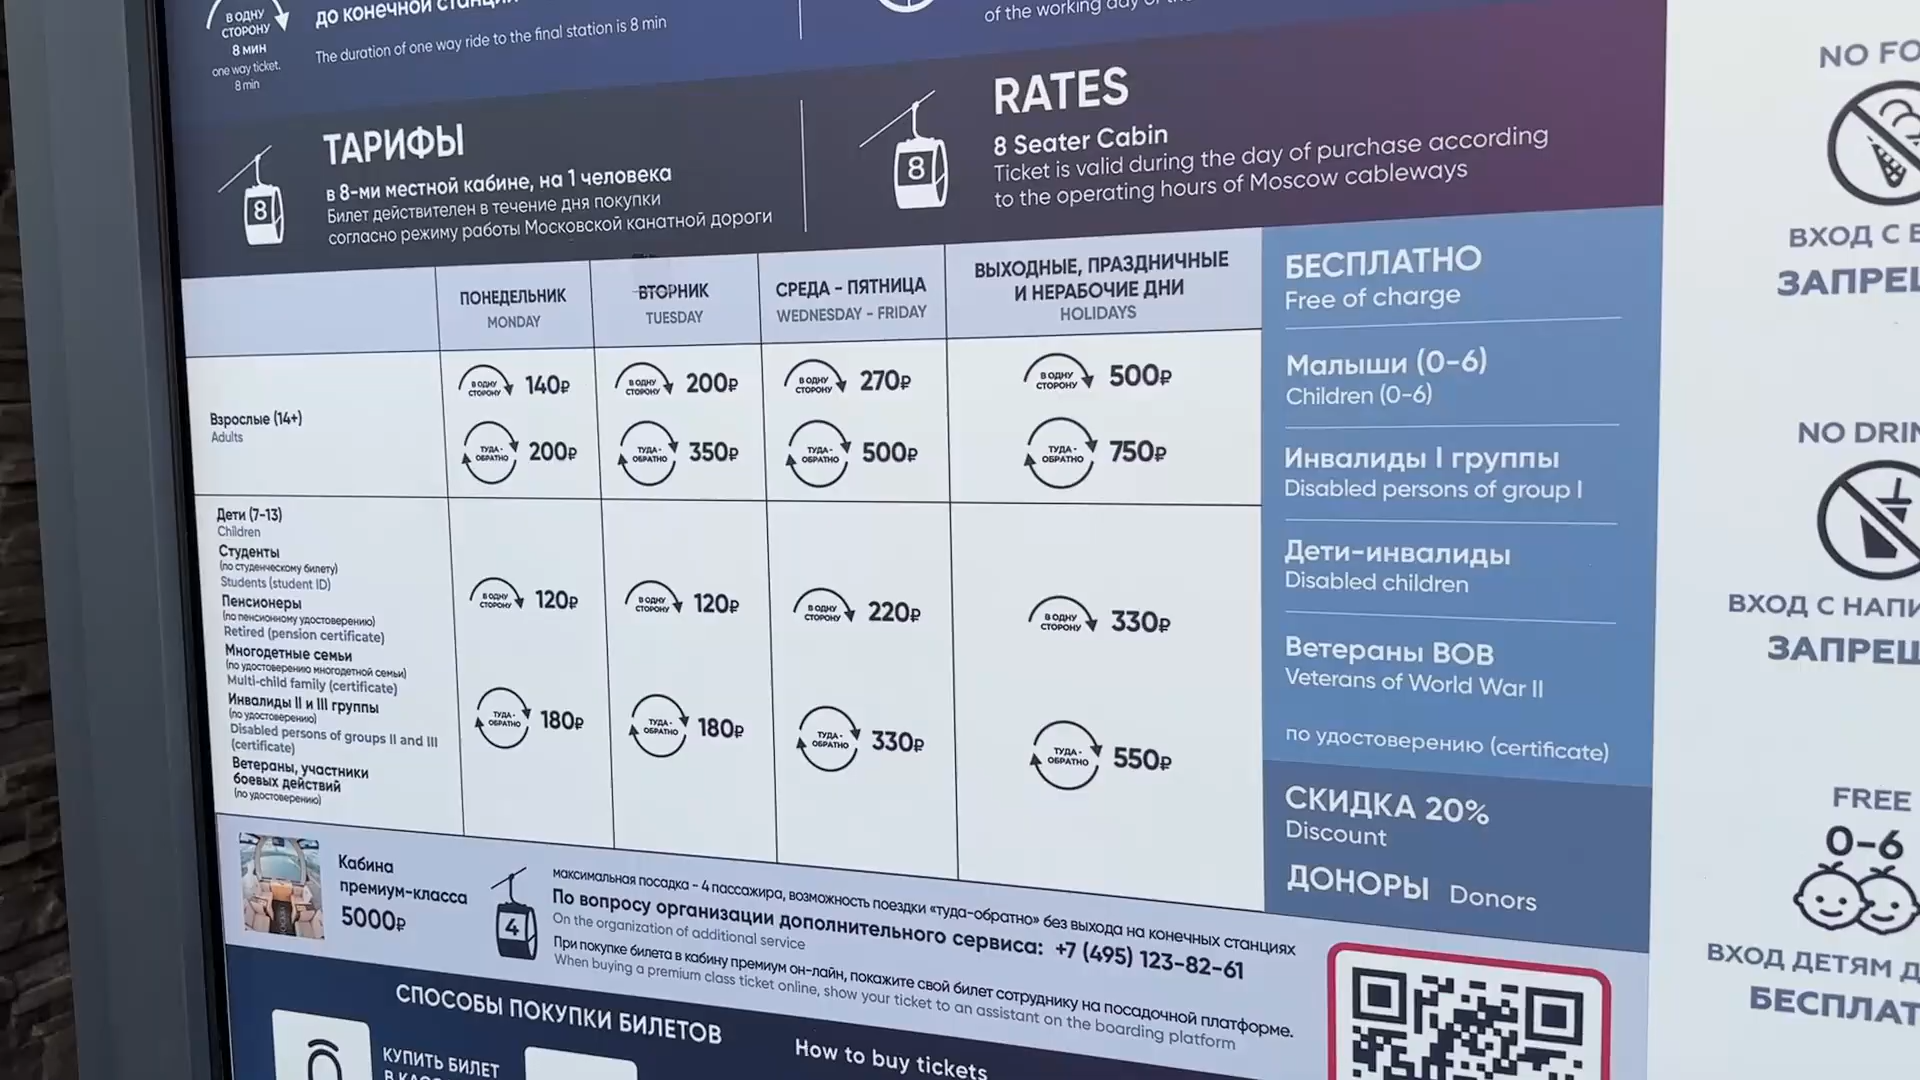 В ОДНУ
СТОРОНУ
8 МИН
one way ticket.
8 min
до конечной станции
The duration of one way ride to the final station is 8 min
of the working day of
ТАРИФЫ
в 8-ми местной кабине, на 1 человека
Билет действителен в течение дня покупки
согласно режиму работы Московской канатной дороги
8
RATES
8 Seater Cabin
Ticket is valid during the day of purchase according
to the operating hours of Moscow cableways
8
ПОНЕДЕЛЬНИК
MONDAY
ВТОРНИК
TUESDAY
СРЕДА - ПЯТНИЦА
WEDNESDAY - FRIDAY
ВЫХОДНЫЕ, ПРАЗДНИЧНЫЕ
И НЕРАБОЧИЕ ДНИ
HOLIDAYS
Взрослые (14+)
Adults
В ОДНУ
СТОРОНУ
140₽
В ОДНУ
СТОРОНУ
200₽
В ОДНУ
СТОРОНУ
270₽
В ОДНУ
СТОРОНУ
500₽
ТУДА-
ОБРАТНО
200₽
ТУДА-
ОБРАТНО
350₽
ТУДА-
ОБРАТНО
500₽
ТУДА-
ОБРАТНО
750₽
Дети (7-13)
Children
Студенты
(по студенческому билету)
Students (student ID)
Пенсионеры
(по пенсионному удостоверению)
Retired (pension certificate)
Многодетные семьи
(по удостоверению многодетной семьи)
Multi-child family (certificate)
Инвалиды II и III группы
(по удостоверению)
Disabled persons of groups II and III
(certificate)
Ветераны, участники
боевых действий
(по удостоверению)
В ОДНУ
СТОРОНУ
120₽
В ОДНУ
СТОРОНУ
120₽
В ОДНУ
СТОРОНУ
220₽
В ОДНУ
СТОРОНУ
330₽
ТУДА-
ОБРАТНО
180₽
ТУДА-
ОБРАТНО
180₽
ТУДА-
ОБРАТНО
330₽
ТУДА-
ОБРАТНО
550₽
БЕСПЛАТНО
Free of charge
Малыши (0-6)
Children (0-6)
Инвалиды I группы
Disabled persons of group I
Дети-инвалиды
Disabled children
Ветераны ВОВ
Veterans of World War II
по удостоверению (certificate)
СКИДКА 20%
Discount
ДОНОРЫ Donors
Кабина
премиум-класса
5000₽
4
максимальная посадка - 4 пассажира, возможность поездки «туда-обратно» без выхода на конечных станциях
По вопросу организации дополнительного сервиса: +7 (495) 123-82-61
On the organization of additional service
При покупке билета в кабину премиум он-лайн, покажите свой билет сотруднику на посадочной платформе.
When buying a premium class ticket online, show your ticket to an assistant on the boarding platform
СПОСОБЫ ПОКУПКИ БИЛЕТОВ
How to buy tickets
КУПИТЬ БИЛЕТ
NO FO
ВХОД С
ЗАПРЕЩ
NO DRIN
ВХОД С НАПИ
ЗАПРЕЩ
FREE
0-6
ВХОД ДЕТЯМ Д
БЕСПЛАТ